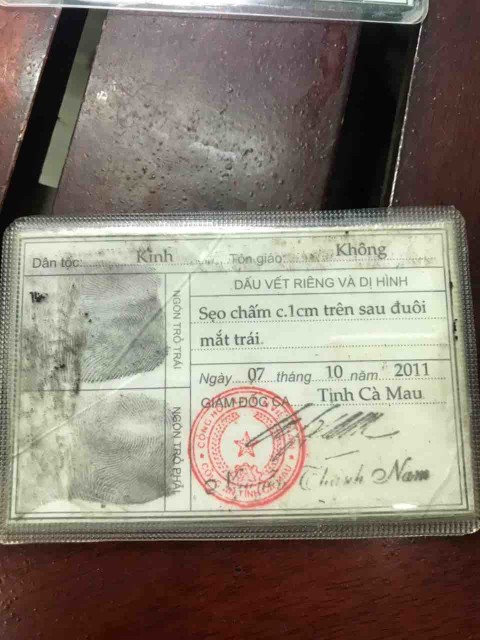 Dân tộc: Kinh Tôn giáo: Không
NGÓN TRỎ TRÁI
NGÓN TRỎ PHẢI
DẤU VẾT RIÊNG VÀ DỊ HÌNH
Sẹo chấm c.1cm trên sau đuôi
mắt trái.
Ngày 07 tháng 10 năm 2011
GIÁM ĐỐC CA Tỉnh Cà Mau
Thành Nam